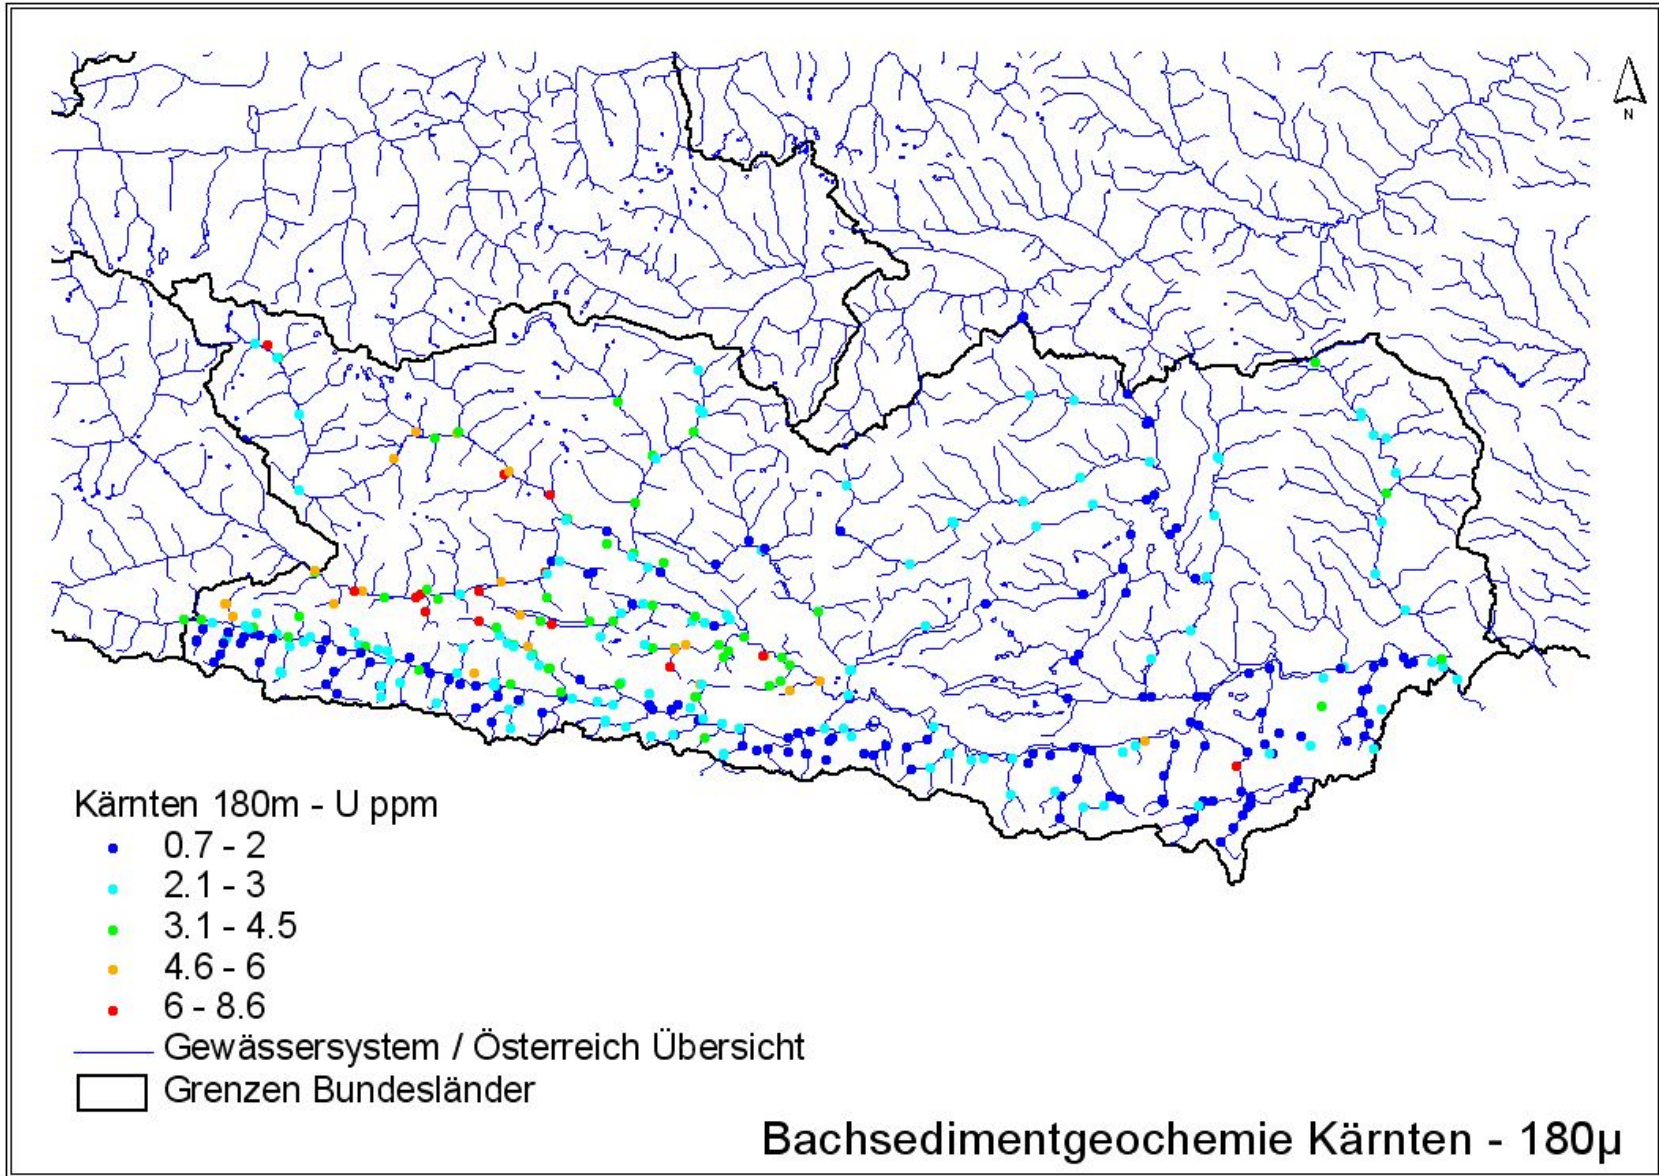 N
Kärnten 180m - U ppm
0.7 - 2
2.1 - 3
3.1 - 4.5
4.6 - 6
6 - 8.6
Gewässersystem / Österreich Übersicht
Grenzen Bundesländer
Bachsedimentgeochemie Kärnten - 180µ